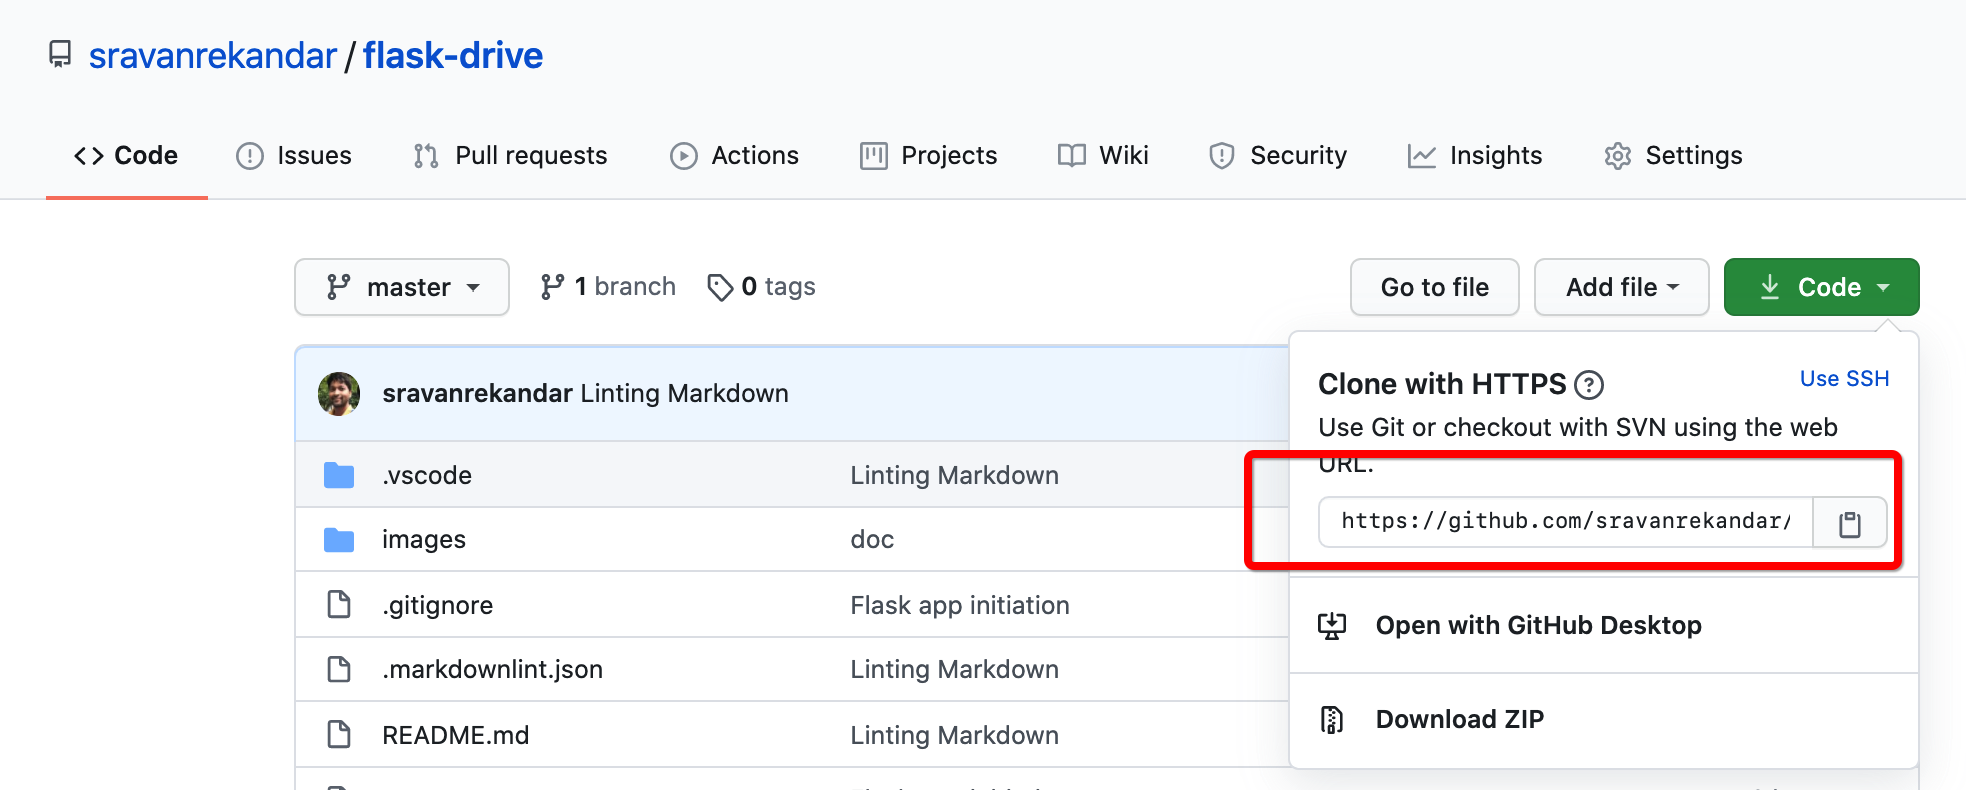 sravanrekandar / flask-drive
Code Issues Pull requests Actions Projects Wiki Security Insights Settings
master 1 branch 0 tags Go to file Add file Code
sravanrekandar Linting Markdown
.vscode Linting Markdown
images doc
.gitignore Flask app initiation
.markdownlint.json Linting Markdown
README.md Linting Markdown
Clone with HTTPS Use SSH
Use Git or checkout with SVN using the web
URL.
https://github.com/sravanrekandar/
Open with GitHub Desktop
Download ZIP